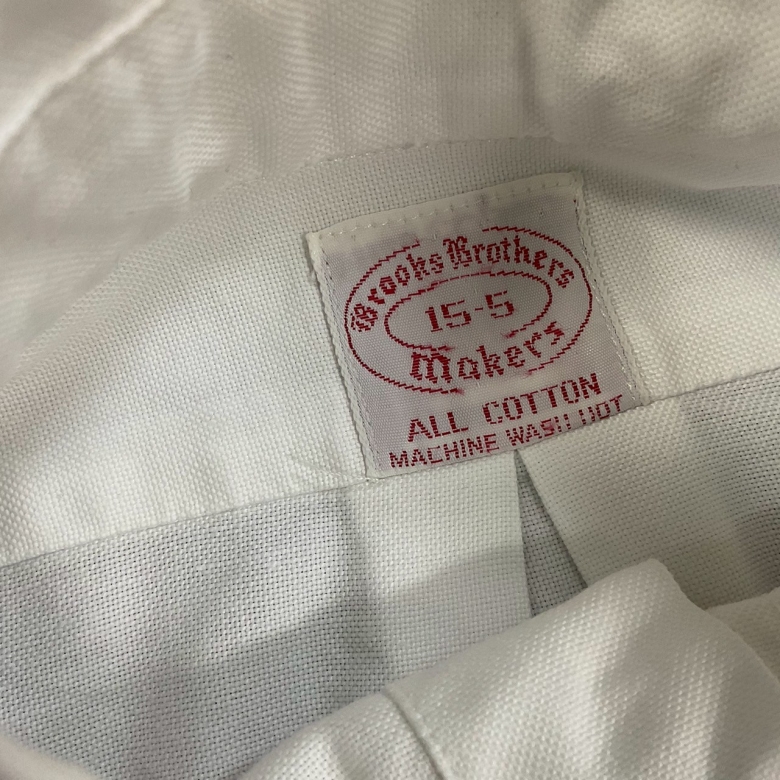 Brooks Brothers
15-5
Makers
ALL COTTON
MACHINE WASH HOT